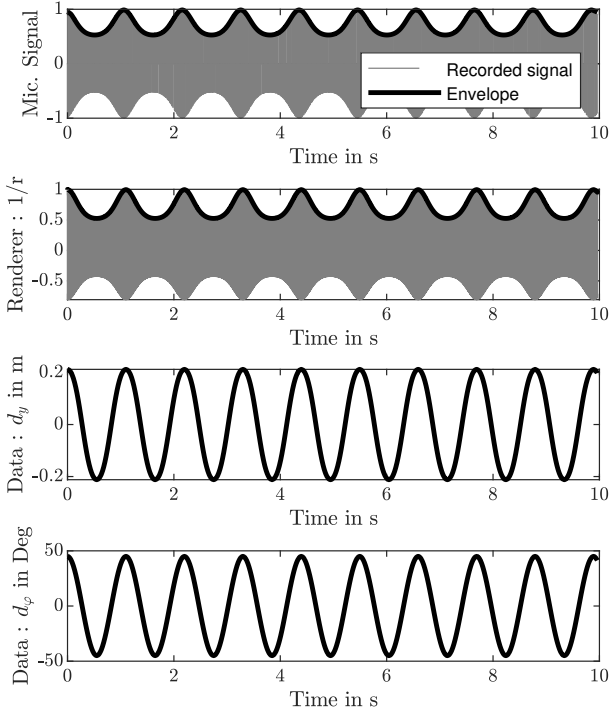 Mic. Signal
1
0
-1
Recorded signal
Envelope
0 2 4 6 8 10
Time in s
Renderer : 1/r
1
0.5
0
-0.5
0 2 4 6 8 10
Time in s
Data : d_y in m
0.2
0
-0.2
0 2 4 6 8 10
Time in s
Data : d_φ in Deg
50
0
-50
0 2 4 6 8 10
Time in s